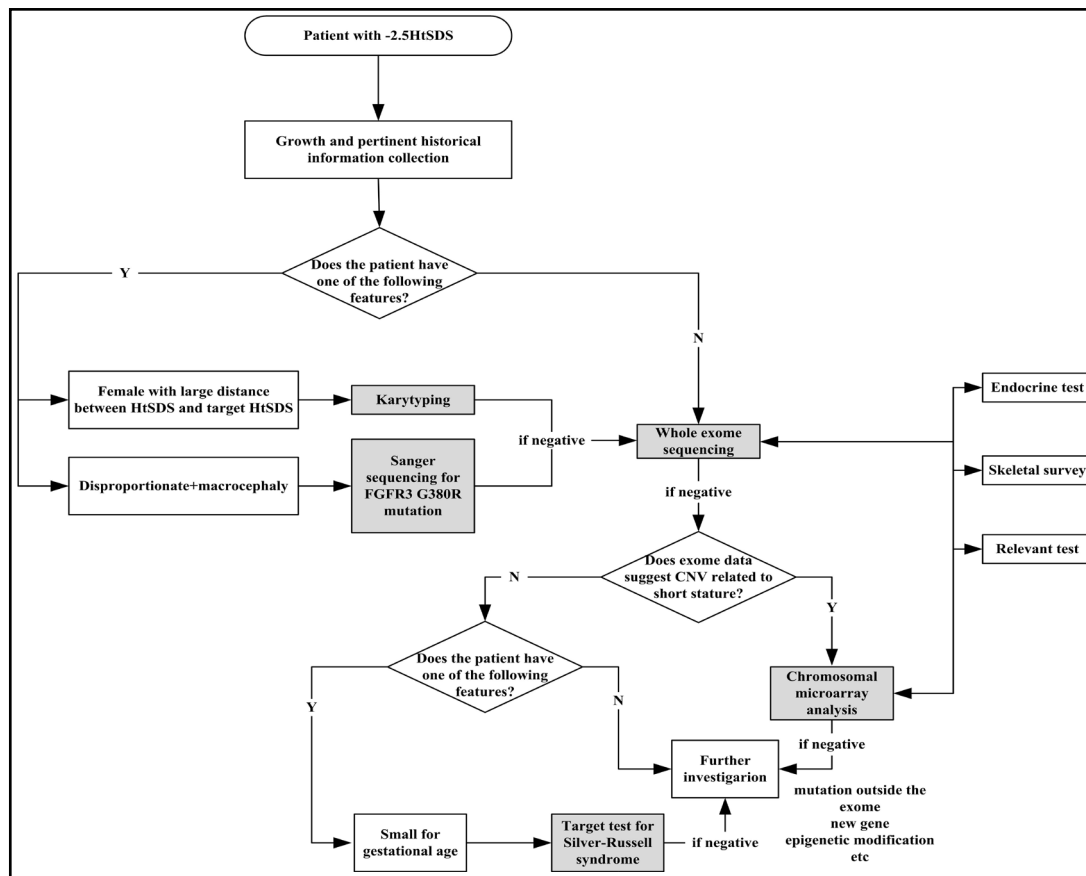 Patient with -2.5HtSDS
Growth and pertinent historical
information collection
Does the patient have
one of the following
features?
Y
N
Female with large distance
between HtSDS and target HtSDS
Karytyping
Disproportionate+macrocephaly
Sanger
sequencing for
FGFR3 G380R
mutation
if negative
Whole exome
sequencing
Endocrine test
Skeletal survey
Relevant test
if negative
Does exome data
suggest CNV related to
short stature?
N
Y
Does the patient have
one of the following
features?
Y
N
Chromosomal
microarray
analysis
if negative
Further
investigarion
mutation outside the
exome
new gene
epigenetic modification
etc
Small for
gestational age
Target test for
Silver-Russell
syndrome
if negative